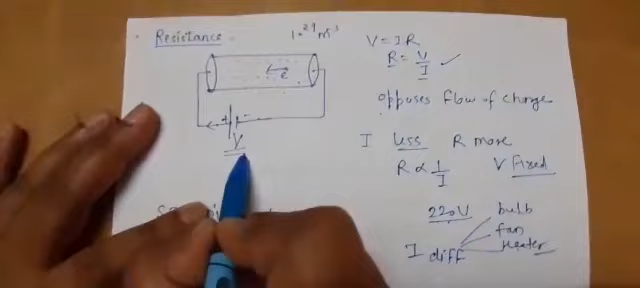 Resistance
10²⁹ m⁻³
e
+ -
V
V = IR
R = V/I ✓
opposes flow of charge
I less R more
R ∝ 1/I V fixed
220V bulb
fan
Heater
I diff